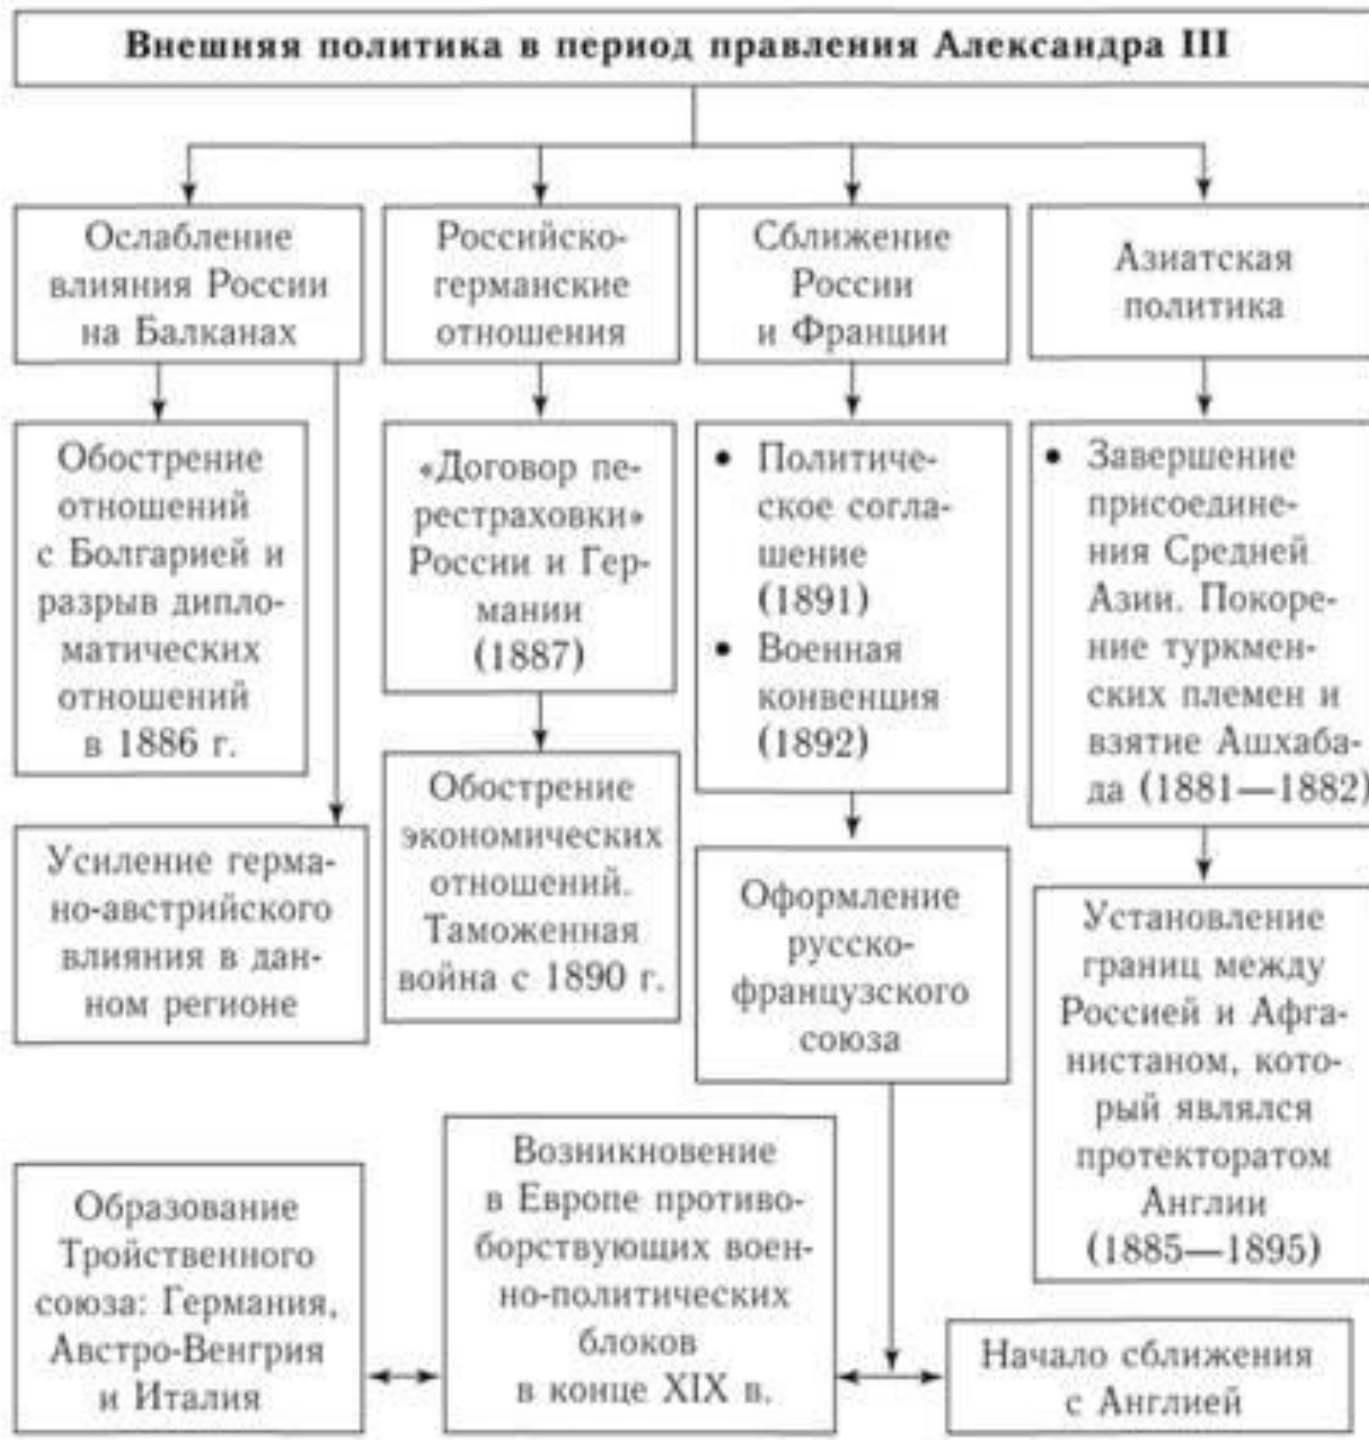 Внешняя политика в период правления Александра III
Ослабление
влияния России
на Балканах
Российско-
германские
отношения
Сближение
России
и Франции
Азиатская
политика
Обострение
отношений
с Болгарией и
разрыв дипло-
матических
отношений
в 1886 г.
Усиление герма-
но-австрийского
влияния в дан-
ном регионе
«Договор пе-
рестраховки»
России и Гер-
мании
(1887)
Обострение
экономических
отношений.
Таможенная
война с 1890 г.
• Политиче-
ское согла-
шение
(1891)
• Военная
конвенция
(1892)
Оформление
русско-
французского
союза
• Завершение
присоедине-
ния Средней
Азии. Покоре-
ние туркмен-
ских племен и
взятие Ашхаба-
да (1881—1882)
Установление
границ между
Россией и Афга-
нистаном, кото-
рый являлся
протекторатом
Англии
(1885—1895)
Образование
Тройственного
союза: Германия,
Австро-Венгрия
и Италия
Возникновение
в Европе противо-
борствующих воен-
но-политических
блоков
в конце XIX в.
Начало сближения
с Англией